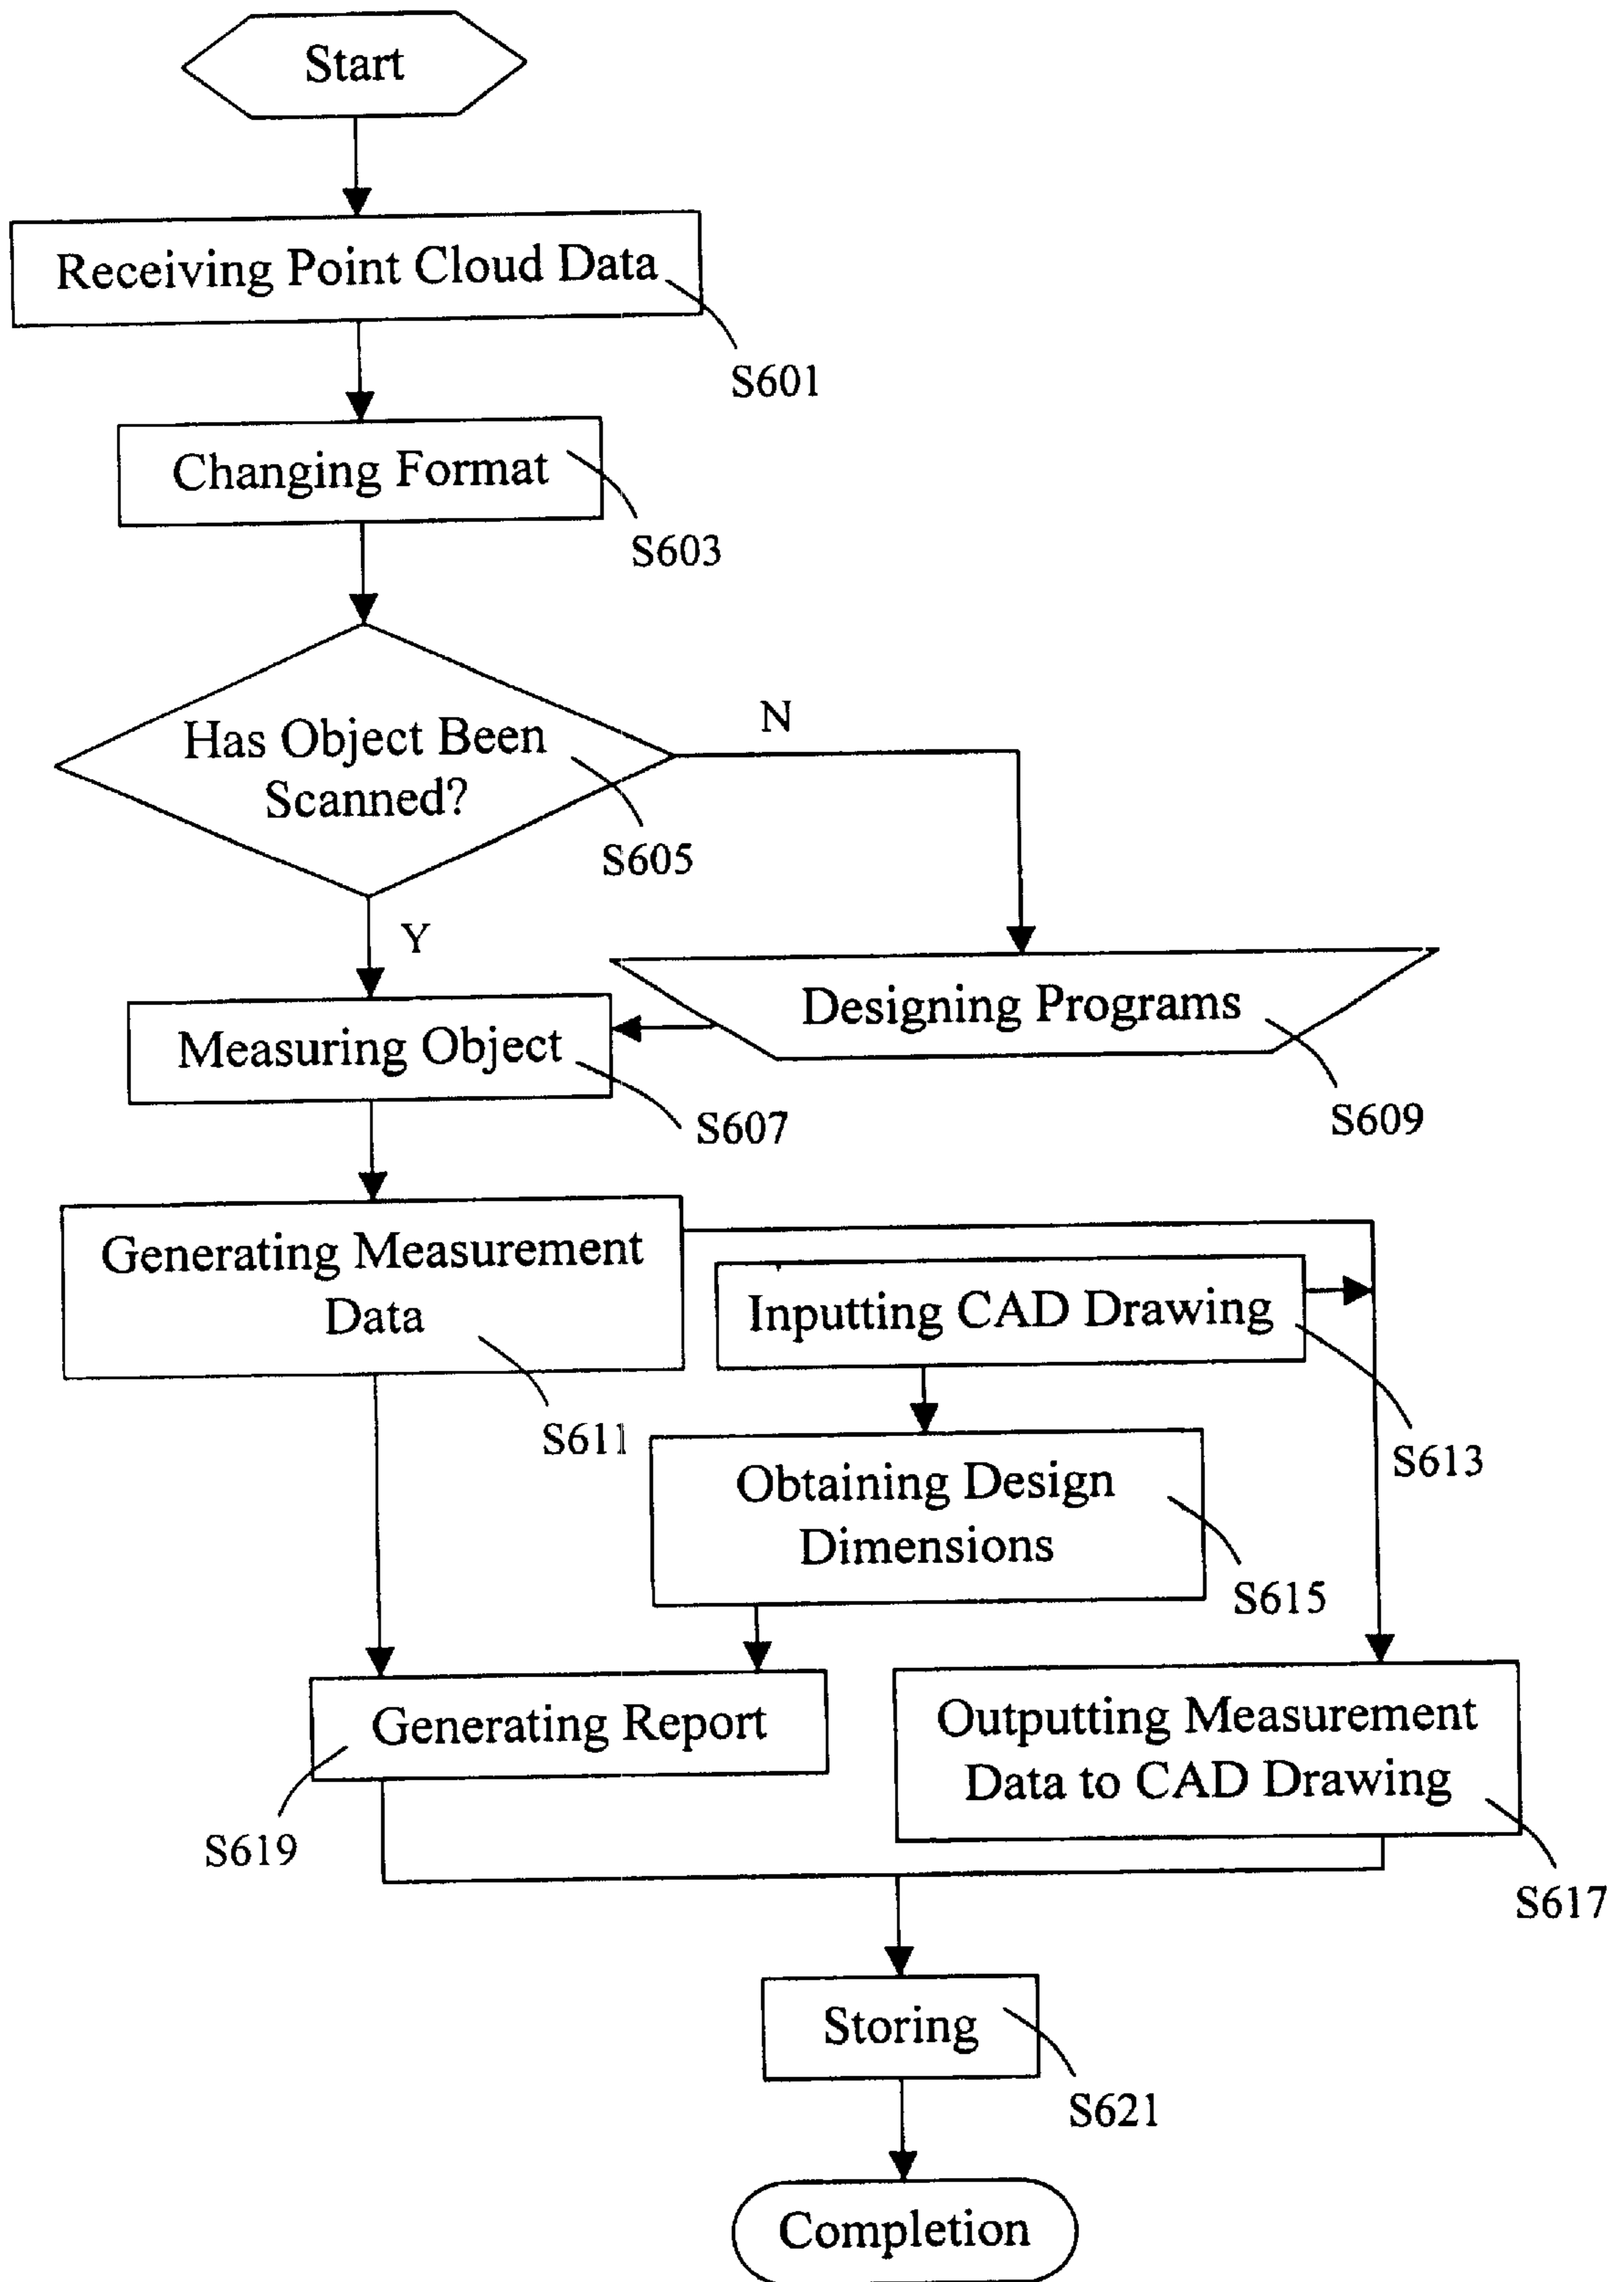 Start
Receiving Point Cloud Data
S601
Changing Format
S603
Has Object Been
Scanned?
N
S605
Y
Designing Programs
Measuring Object
S609
S607
Generating Measurement
Data
Inputting CAD Drawing
S611
S613
Obtaining Design
Dimensions
S615
Generating Report
Outputting Measurement
Data to CAD Drawing
S619
S617
Storing
S621
Completion